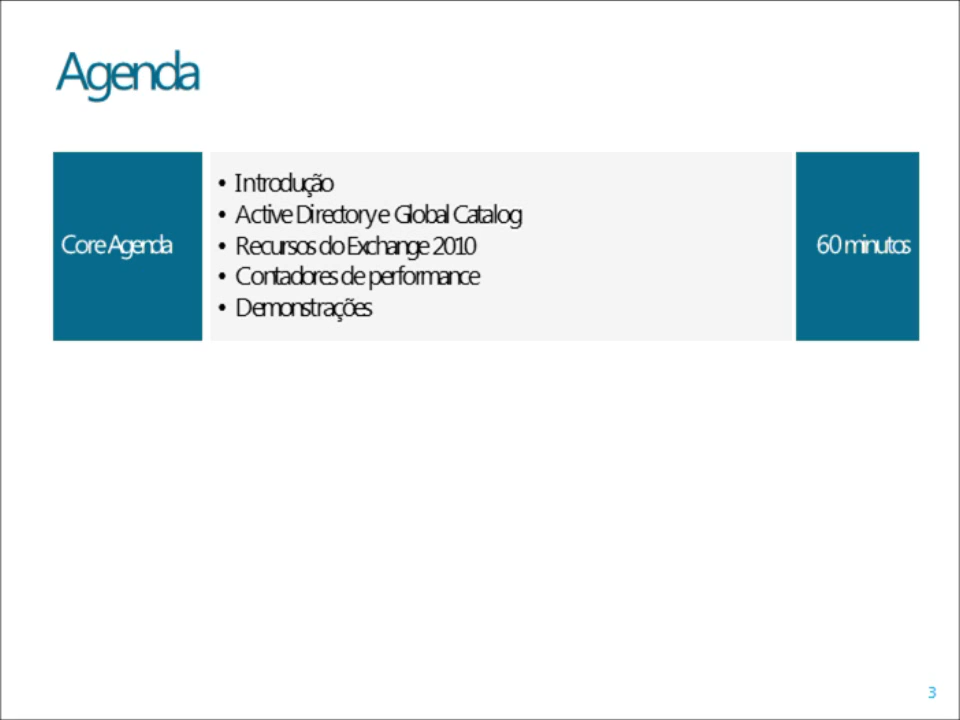 Agenda
Core Agenda
• Introdução
• Active Directory e Global Catalog
• Recursos do Exchange 2010
• Contadores de performance
• Demonstrações
60 minutos
3